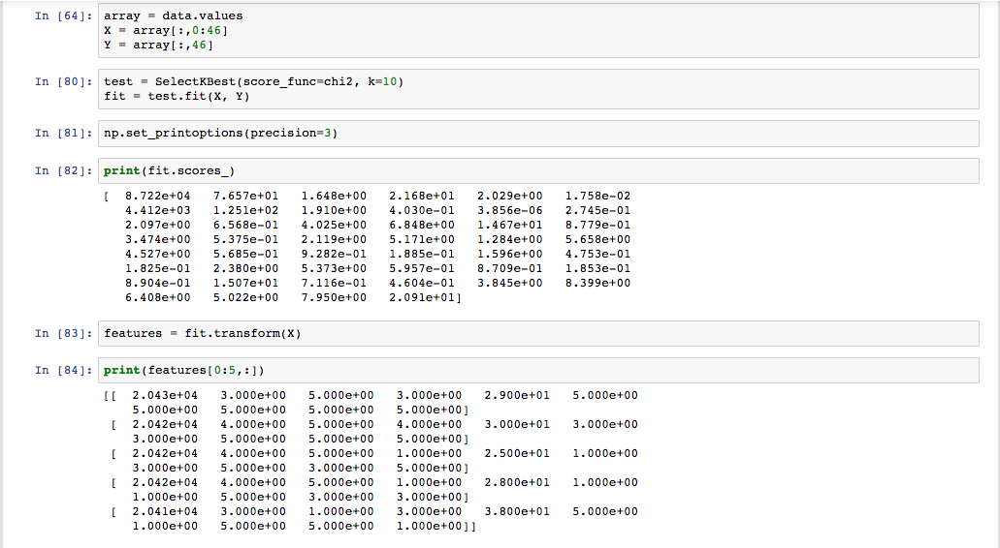 In [64]: array = data.values
X = array[:,0:46]
Y = array[:,46]
In [80]: test = SelectKBest(score_func=chi2, k=10)
fit = test.fit(X, Y)
In [81]: np.set_printoptions(precision=3)
In [82]: print(fit.scores_)
[ 8.722e+04 7.657e+01 1.648e+00 2.168e+01 2.029e+00 1.758e-02
4.412e+03 1.251e+02 1.910e+00 4.030e-01 3.856e-06 2.745e-01
2.097e+00 6.568e-01 4.025e+00 6.848e+00 1.467e+01 8.779e-01
3.474e+00 5.375e-01 2.119e+00 5.171e+00 1.284e+00 5.658e+00
4.527e+00 5.685e-01 9.282e-01 1.885e-01 1.596e+00 4.753e-01
1.825e-01 2.380e+00 5.373e+00 5.957e-01 8.709e-01 1.853e-01
8.904e-01 1.507e+01 7.116e-01 4.604e-01 3.845e+00 8.399e+00
6.408e+00 5.022e+00 7.950e+00 2.091e+01]
In [83]: features = fit.transform(X)
In [84]: print(features[0:5,:])
[[ 2.043e+04 3.000e+00 5.000e+00 3.000e+00 2.900e+01 5.000e+00
5.000e+00 5.000e+00 5.000e+00 5.000e+00]
[ 2.042e+04 4.000e+00 5.000e+00 4.000e+00 3.000e+01 3.000e+00
3.000e+00 5.000e+00 5.000e+00 5.000e+00]
[ 2.042e+04 4.000e+00 5.000e+00 1.000e+00 2.500e+01 1.000e+00
3.000e+00 5.000e+00 3.000e+00 5.000e+00]
[ 2.042e+04 4.000e+00 5.000e+00 1.000e+00 2.800e+01 1.000e+00
1.000e+00 5.000e+00 3.000e+00 3.000e+00]
[ 2.041e+04 3.000e+00 1.000e+00 3.000e+00 3.800e+01 5.000e+00
1.000e+00 5.000e+00 5.000e+00 1.000e+00]]